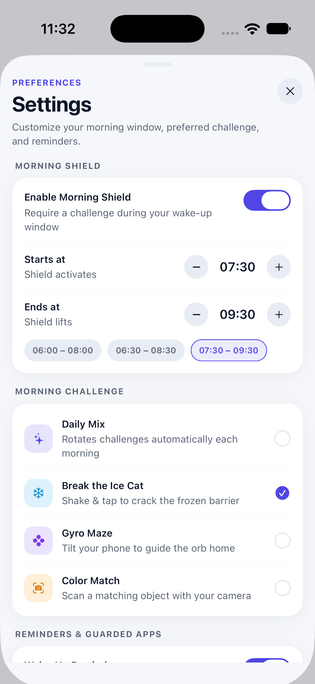 11:32
PREFERENCES
Settings
Customize your morning window, preferred challenge,
and reminders.
MORNING SHIELD
Enable Morning Shield
Require a challenge during your wake-up
window
Starts at
Shield activates
− 07:30 +
Ends at
Shield lifts
− 09:30 +
06:00 – 08:00 06:30 – 08:30 07:30 – 09:30
MORNING CHALLENGE
Daily Mix
Rotates challenges automatically each
morning
Break the Ice Cat
Shake & tap to crack the frozen barrier
Gyro Maze
Tilt your phone to guide the orb home
Color Match
Scan a matching object with your camera
REMINDERS & GUARDED APPS